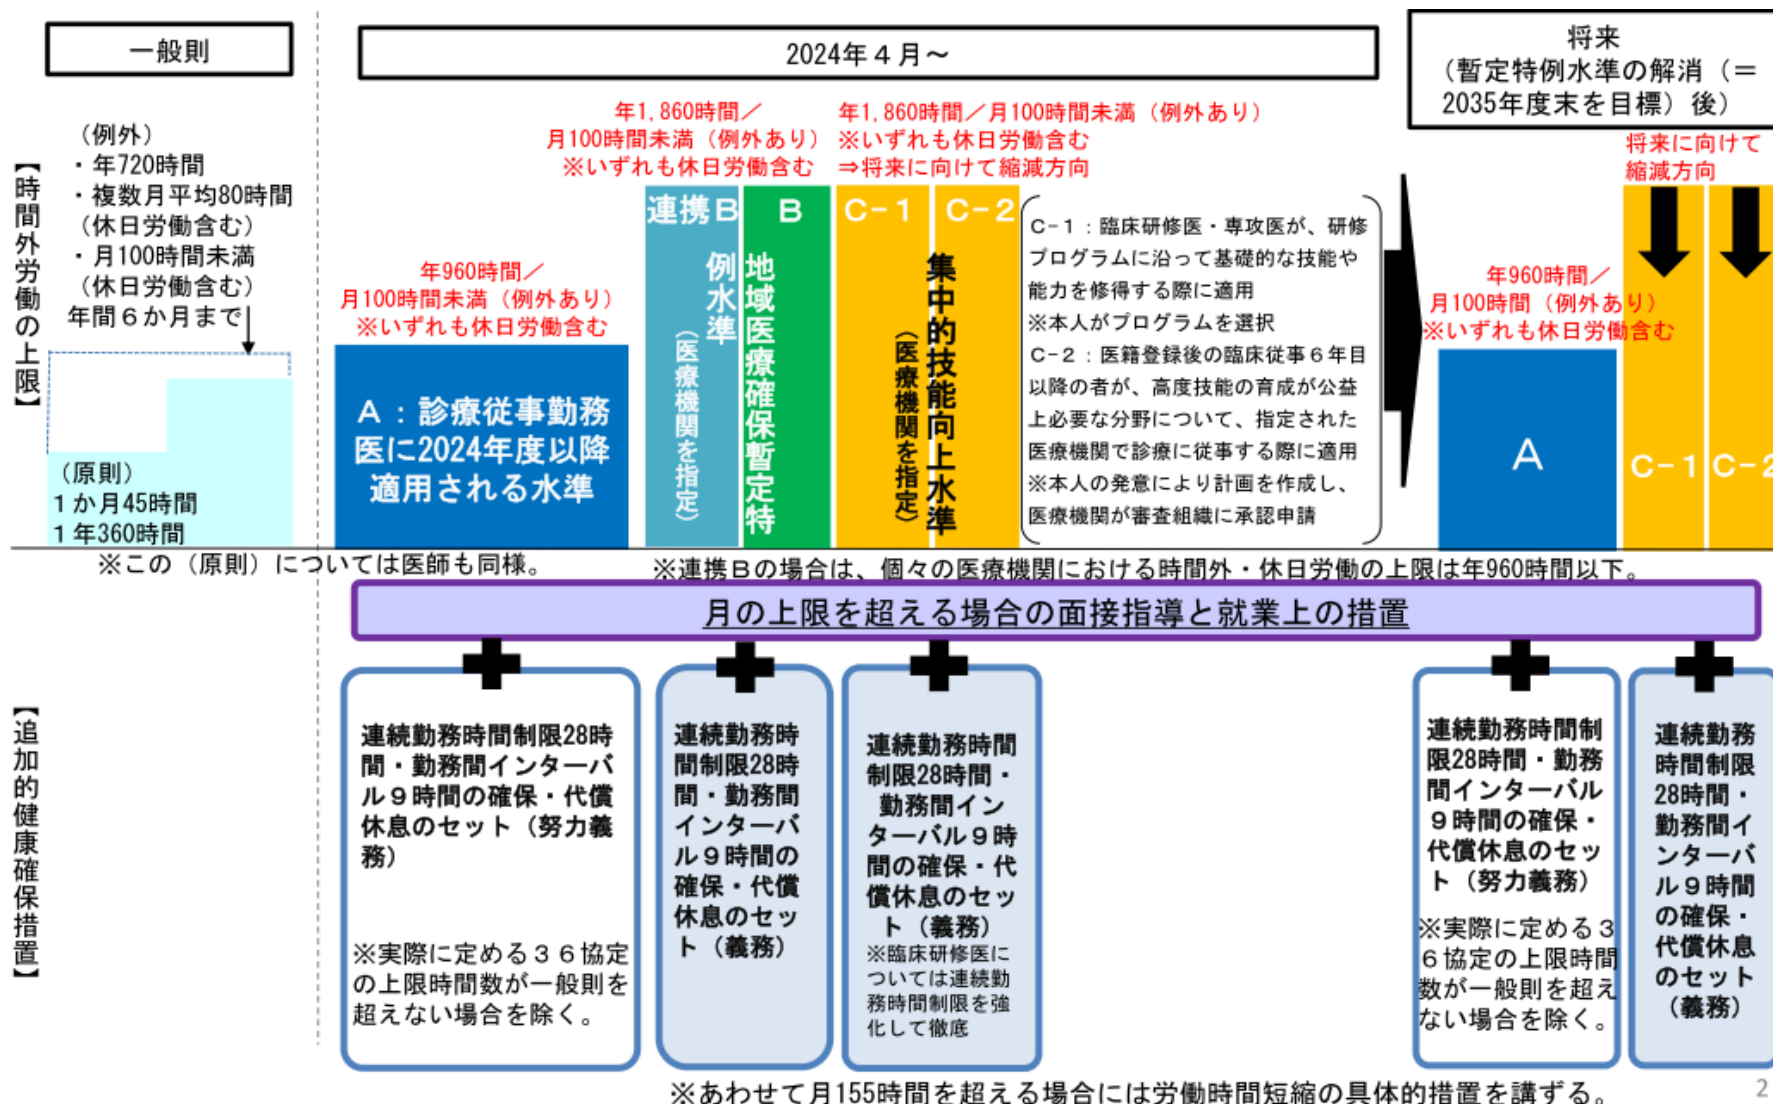 一般則
2024年４月～
将来
（暫定特例水準の解消（＝
2035年度末を目標）後）
【時間外労働の上限】
（例外）
・年720時間
・複数月平均80時間
（休日労働含む）
・月100時間未満
（休日労働含む）
年間６か月まで
（原則）
１か月45時間
１年360時間
※この（原則）については医師も同様。
年960時間／
月100時間未満（例外あり）
※いずれも休日労働含む
Ａ：診療従事勤務
医に2024年度以降
適用される水準
年1,860時間／
月100時間未満（例外あり）
※いずれも休日労働含む
連携Ｂ
Ｂ
地域医療確保暫定特
例水準
（医療機関を指定）
年1,860時間／月100時間未満（例外あり）
※いずれも休日労働含む
⇒将来に向けて縮減方向
Ｃ－１
Ｃ－２
集中的技能向上水準
（医療機関を指定）
Ｃ－１：臨床研修医・専攻医が、研修
プログラムに沿って基礎的な技能や
能力を修得する際に適用
※本人がプログラムを選択
Ｃ－２：医籍登録後の臨床従事６年目
以降の者が、高度技能の育成が公益
上必要な分野について、指定された
医療機関で診療に従事する際に適用
※本人の発意により計画を作成し、
医療機関が審査組織に承認申請
将来に向けて
縮減方向
年960時間／
月100時間（例外あり）
※いずれも休日労働含む
Ａ
Ｃ－１
Ｃ－２
※連携Ｂの場合は、個々の医療機関における時間外・休日労働の上限は年960時間以下。
月の上限を超える場合の面接指導と就業上の措置
【追加的健康確保措置】
連続勤務時間制限28時
間・勤務間インターバ
ル９時間の確保・代償
休息のセット（努力義
務）
※実際に定める３６協定
の上限時間数が一般則を
超えない場合を除く。
連続勤務時
間制限28時
間・勤務間
インターバ
ル９時間の
確保・代償
休息のセッ
ト（義務）
連続勤務時間
制限28時間・
勤務間イン
ターバル９時
間の確保・代
償休息のセッ
ト（義務）
※臨床研修医に
ついては連続勤
務時間制限を強
化して徹底
連続勤務時間制
限28時間・勤務
間インターバル
９時間の確保・
代償休息のセッ
ト（努力義務）
※実際に定める３
６協定の上限時間
数が一般則を超え
ない場合を除く。
連続勤務
時間制限
28時間・
勤務間イ
ンターバ
ル９時間
の確保・
代償休息
のセット
（義務）
※あわせて月155時間を超える場合には労働時間短縮の具体的措置を講ずる。
2